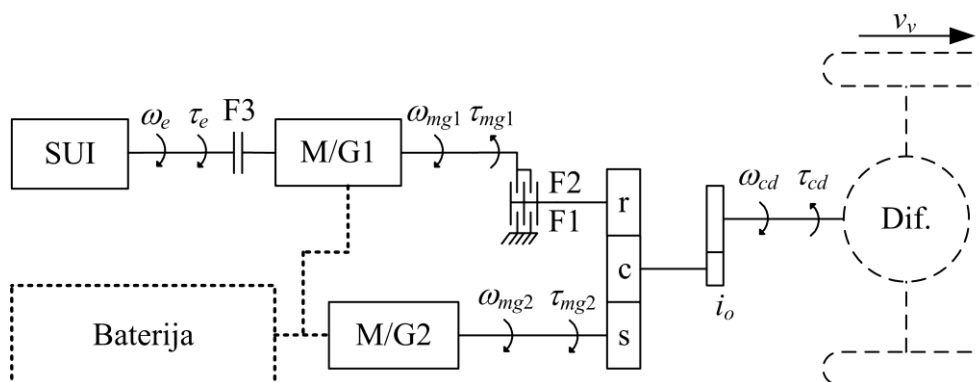 v_v
ω_e τ_e F3 ω_mg1 τ_mg1
SUI M/G1
F2
F1
r
ω_cd τ_cd
Dif.
c
i_o
ω_mg2 τ_mg2
Baterija M/G2 s